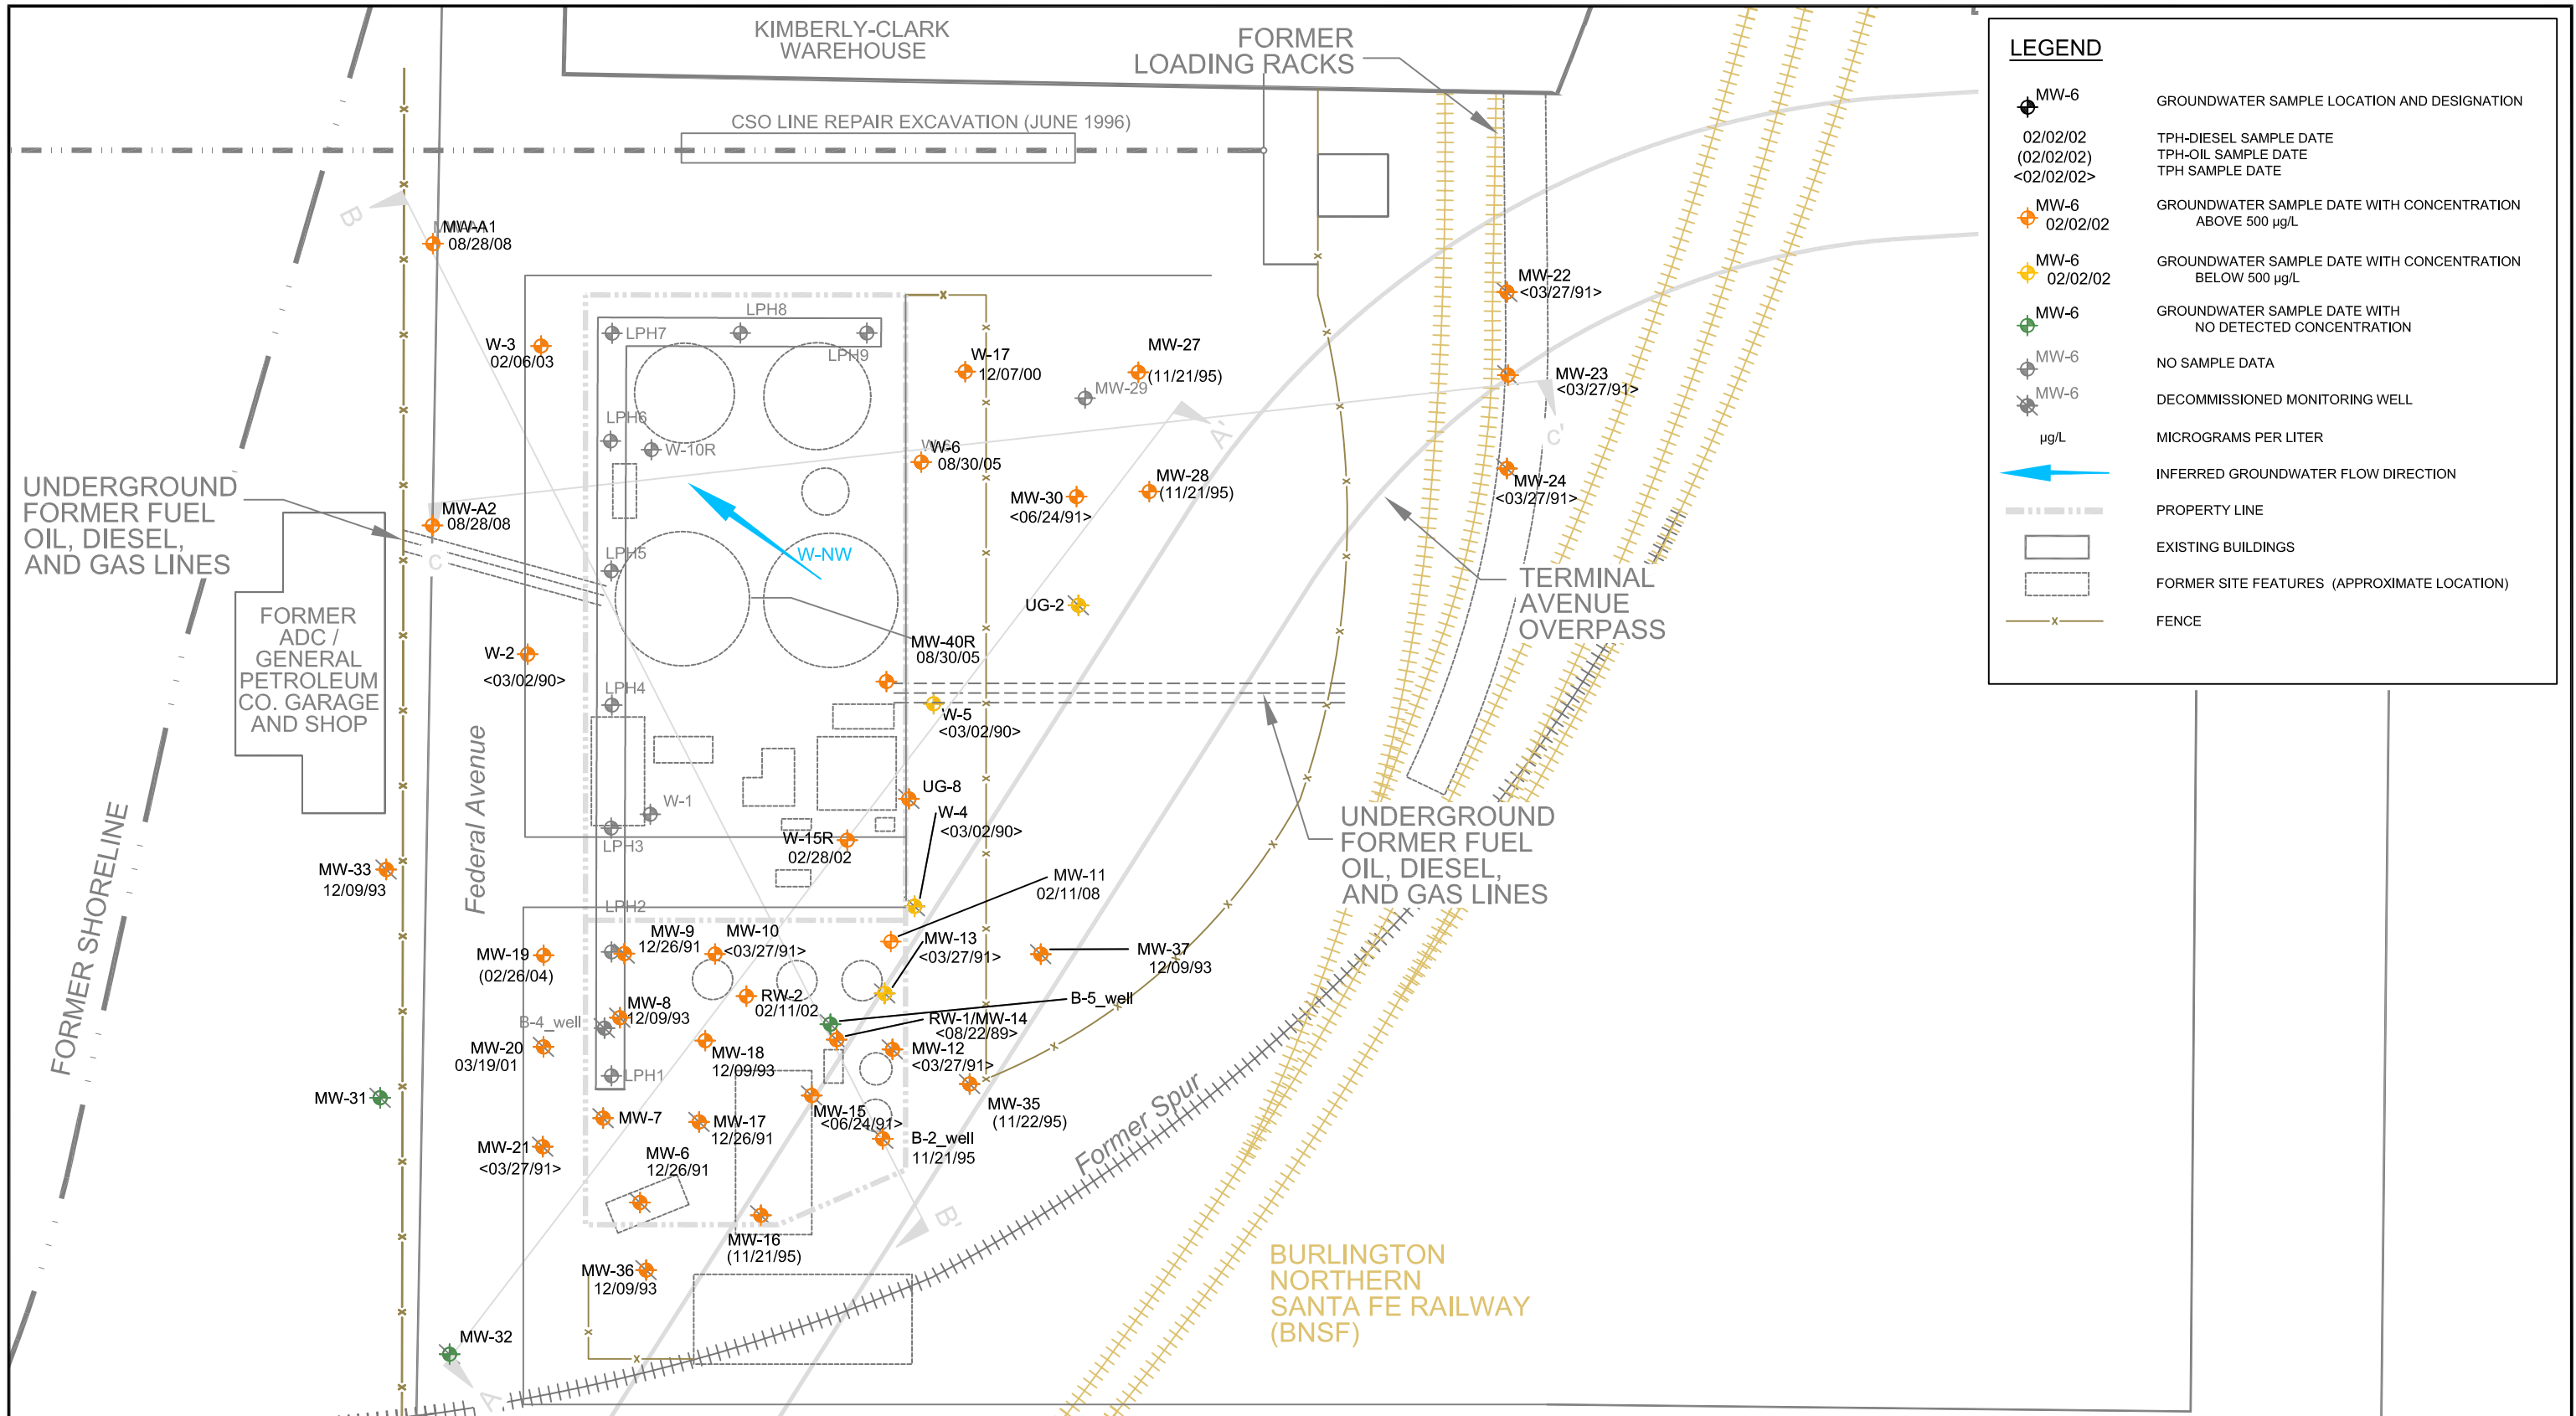 KIMBERLY-CLARK
WAREHOUSE
FORMER
LOADING RACKS
CSO LINE REPAIR EXCAVATION (JUNE 1996)
LEGEND
MW-6
GROUNDWATER SAMPLE LOCATION AND DESIGNATION
02/02/02
TPH-DIESEL SAMPLE DATE
(02/02/02)
TPH-OIL SAMPLE DATE
<02/02/02>
TPH SAMPLE DATE
MW-6
02/02/02
GROUNDWATER SAMPLE DATE WITH CONCENTRATION
ABOVE 500 µg/L
MW-6
02/02/02
GROUNDWATER SAMPLE DATE WITH CONCENTRATION
BELOW 500 µg/L
MW-6
GROUNDWATER SAMPLE DATE WITH
NO DETECTED CONCENTRATION
MW-6
NO SAMPLE DATA
MW-6
DECOMMISSIONED MONITORING WELL
µg/L
MICROGRAMS PER LITER
INFERRED GROUNDWATER FLOW DIRECTION
PROPERTY LINE
EXISTING BUILDINGS
FORMER SITE FEATURES (APPROXIMATE LOCATION)
FENCE
B
MW-A1
08/28/08
MW-22
<03/27/91>
LPH8
LPH7
LPH9
W-3
02/06/03
W-17
12/07/00
MW-27
(11/21/95)
MW-29
MW-23
<03/27/91>
LPH6
W-10R
A'
C'
W-6
08/30/05
MW-28
(11/21/95)
MW-30
<06/24/91>
MW-24
<03/27/91>
UNDERGROUND
FORMER FUEL
OIL, DIESEL,
AND GAS LINES
MW-A2
08/28/08
C
LPH5
W-NW
TERMINAL
AVENUE
OVERPASS
UG-2
FORMER
ADC /
GENERAL
PETROLEUM
CO. GARAGE
AND SHOP
W-2
<03/02/90>
MW-40R
08/30/05
LPH4
W-5
<03/02/90>
Federal Avenue
UG-8
W-1
W-4
<03/02/90>
LPH3
W-15R
02/28/02
UNDERGROUND
FORMER FUEL
OIL, DIESEL,
AND GAS LINES
FORMER SHORELINE
MW-33
12/09/93
MW-11
02/11/08
LPH2
MW-9
12/26/91
MW-10
<03/27/91>
MW-13
<03/27/91>
MW-37
12/09/93
MW-19
(02/26/04)
RW-2
02/11/02
B-5_well
MW-8
12/09/93
B-4_well
RW-1/MW-14
<08/22/89>
MW-20
03/19/01
MW-18
12/09/93
MW-12
<03/27/91>
LPH1
MW-31
MW-7
MW-17
12/26/91
MW-15
<06/24/91>
MW-35
(11/22/95)
Former Spur
MW-21
<03/27/91>
B-2_well
11/21/95
MW-6
12/26/91
B'
MW-16
(11/21/95)
MW-36
12/09/93
BURLINGTON
NORTHERN
SANTA FE RAILWAY
(BNSF)
MW-32
A